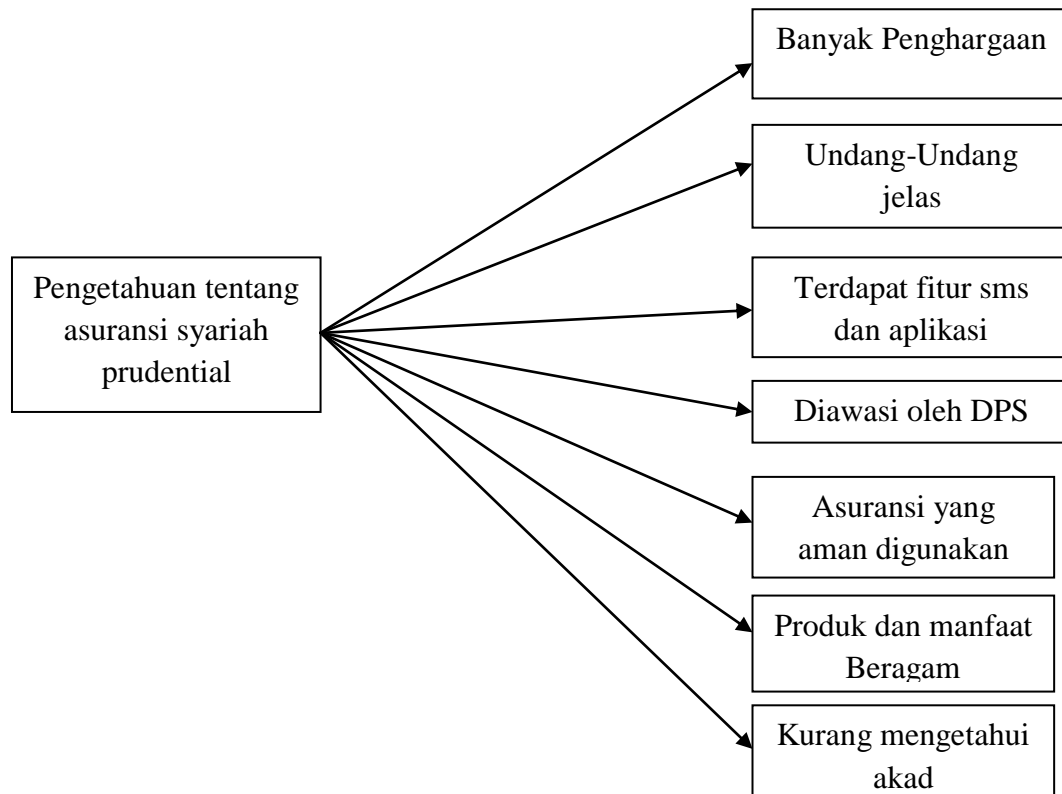 Banyak Penghargaan
Undang-Undang
jelas
Pengetahuan tentang
asuransi syariah
prudential
Terdapat fitur sms
dan aplikasi
Diawasi oleh DPS
Asuransi yang
aman digunakan
Produk dan manfaat
Beragam
Kurang mengetahui
akad